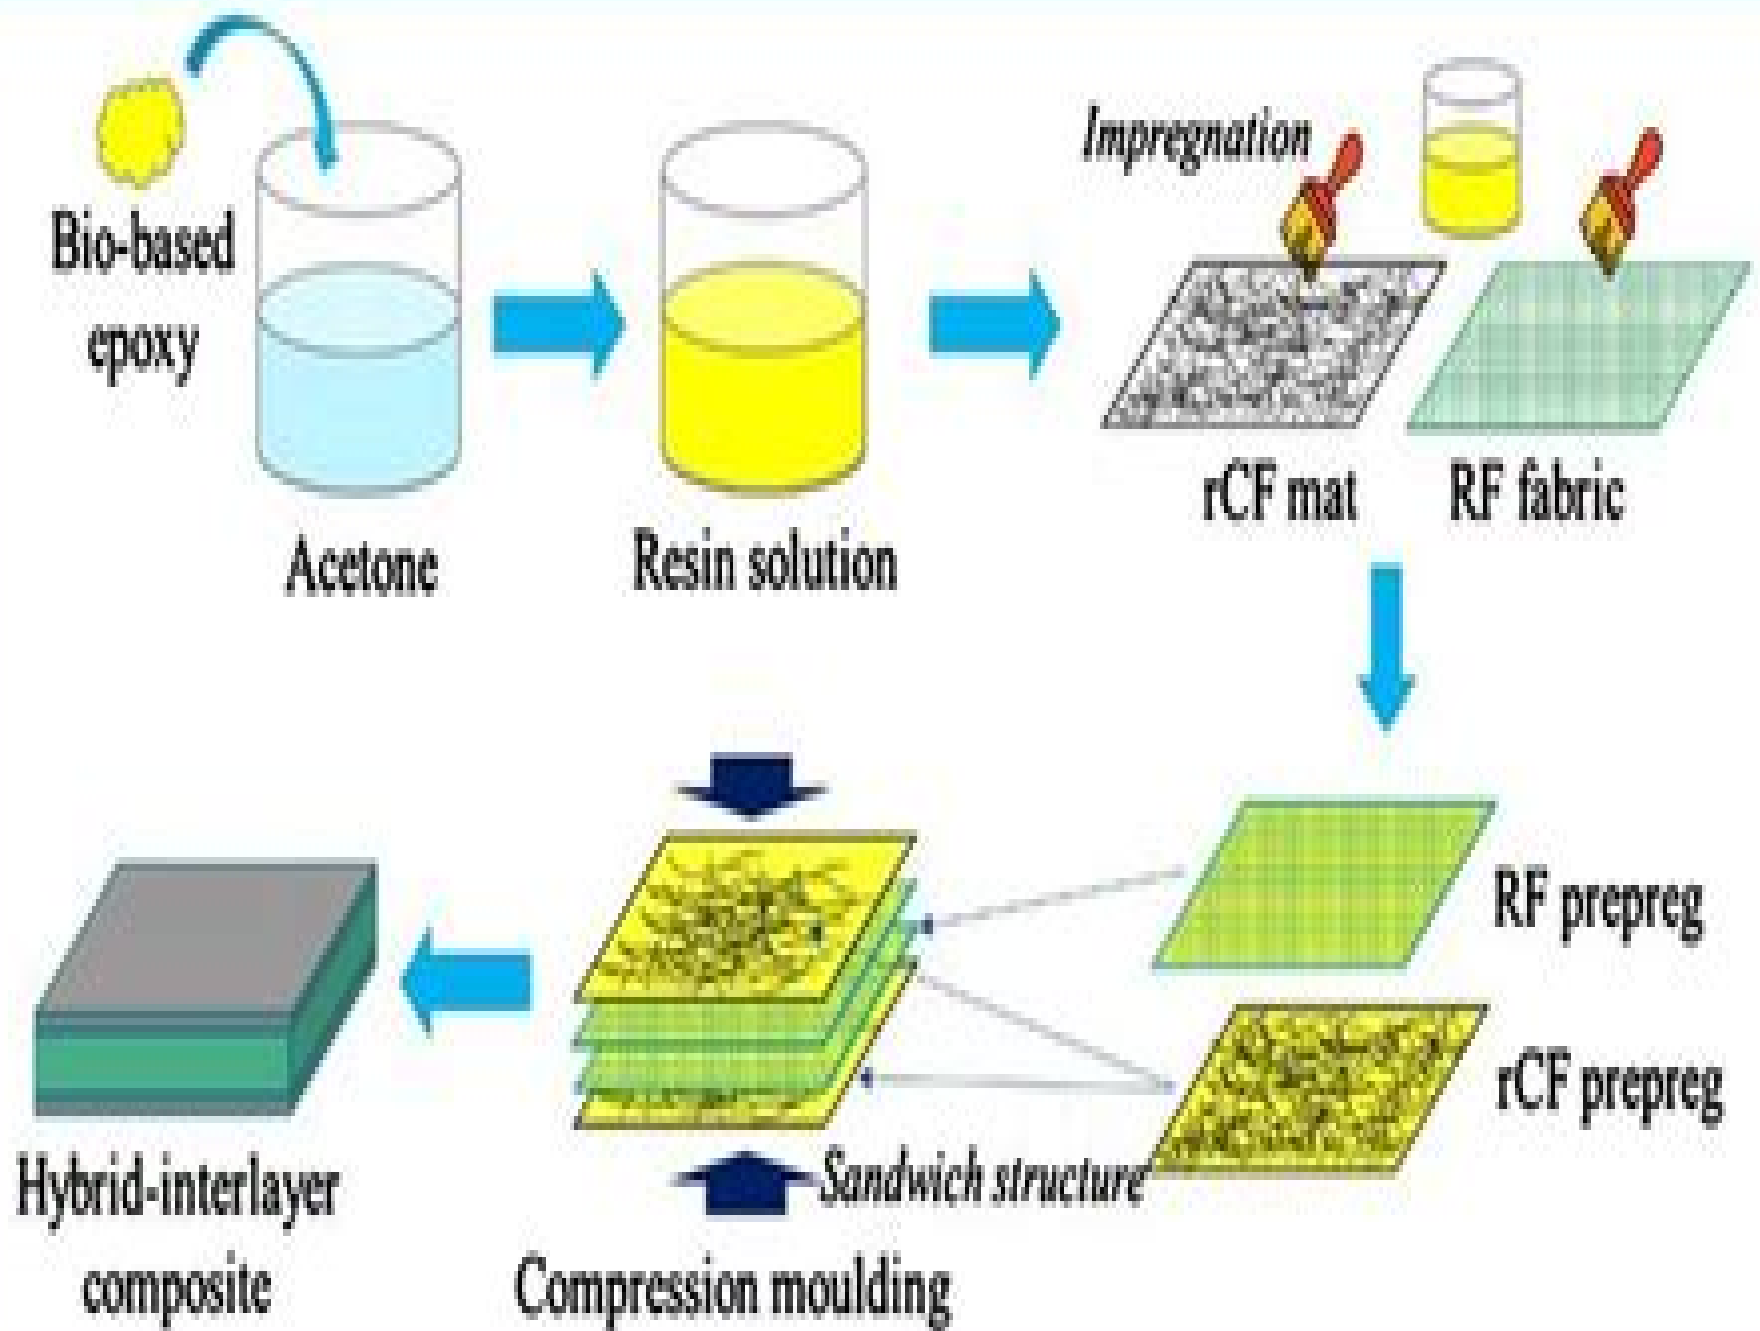 Bio-based
epoxy
Acetone
Resin solution
Impregnation
rCF mat
RF fabric
RF prepreg
rCF prepreg
Sandwich structure
Compression moulding
Hybrid-interlayer
composite